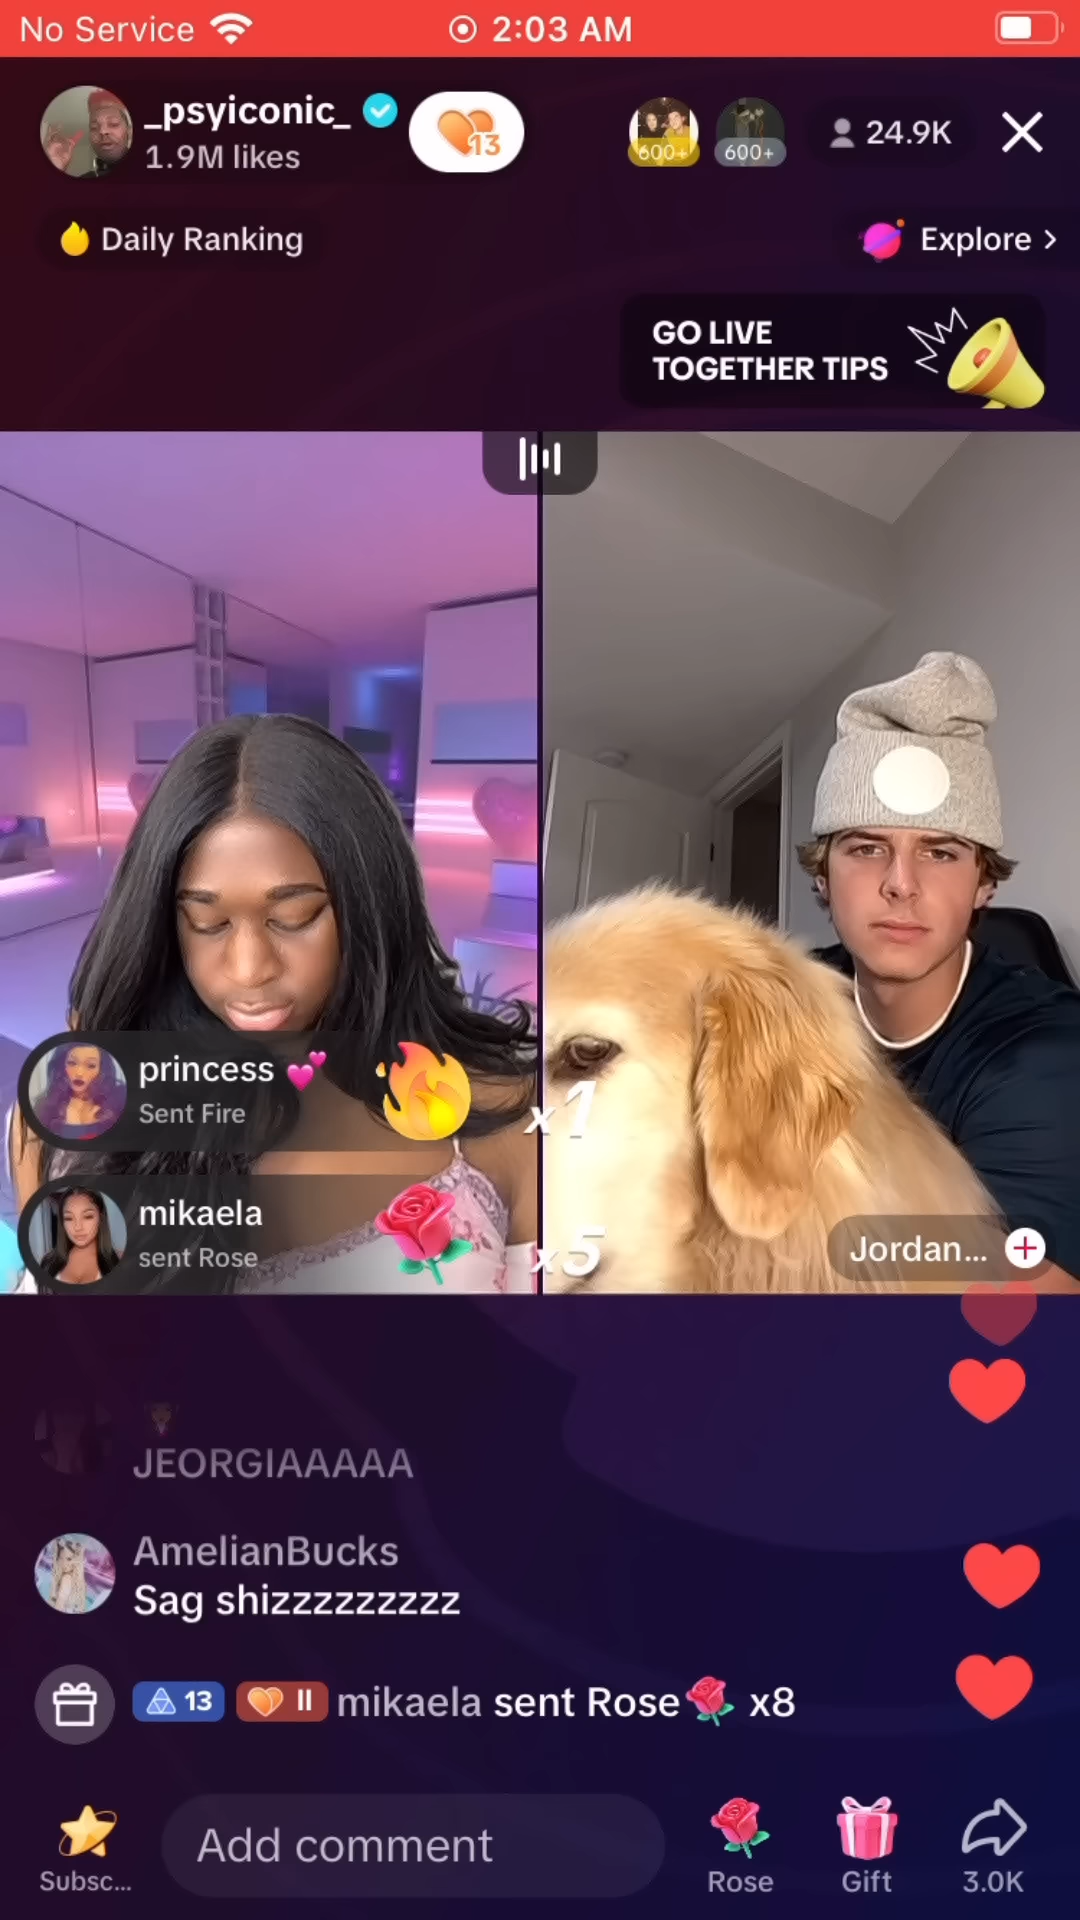 No Service 2:03 AM
_psyiconic_
1.9M likes
13
600+ 600+ 24.9K
Daily Ranking
Explore >
GO LIVE
TOGETHER TIPS
princess 💕
Sent Fire
x1
mikaela
sent Rose
x5
Jordan...
JEORGIAAAAA
AmelianBucks
Sag shizzzzzzzzz
13 II mikaela sent Rose🌹 x8
Subsc...
Add comment
Rose
Gift
3.0K